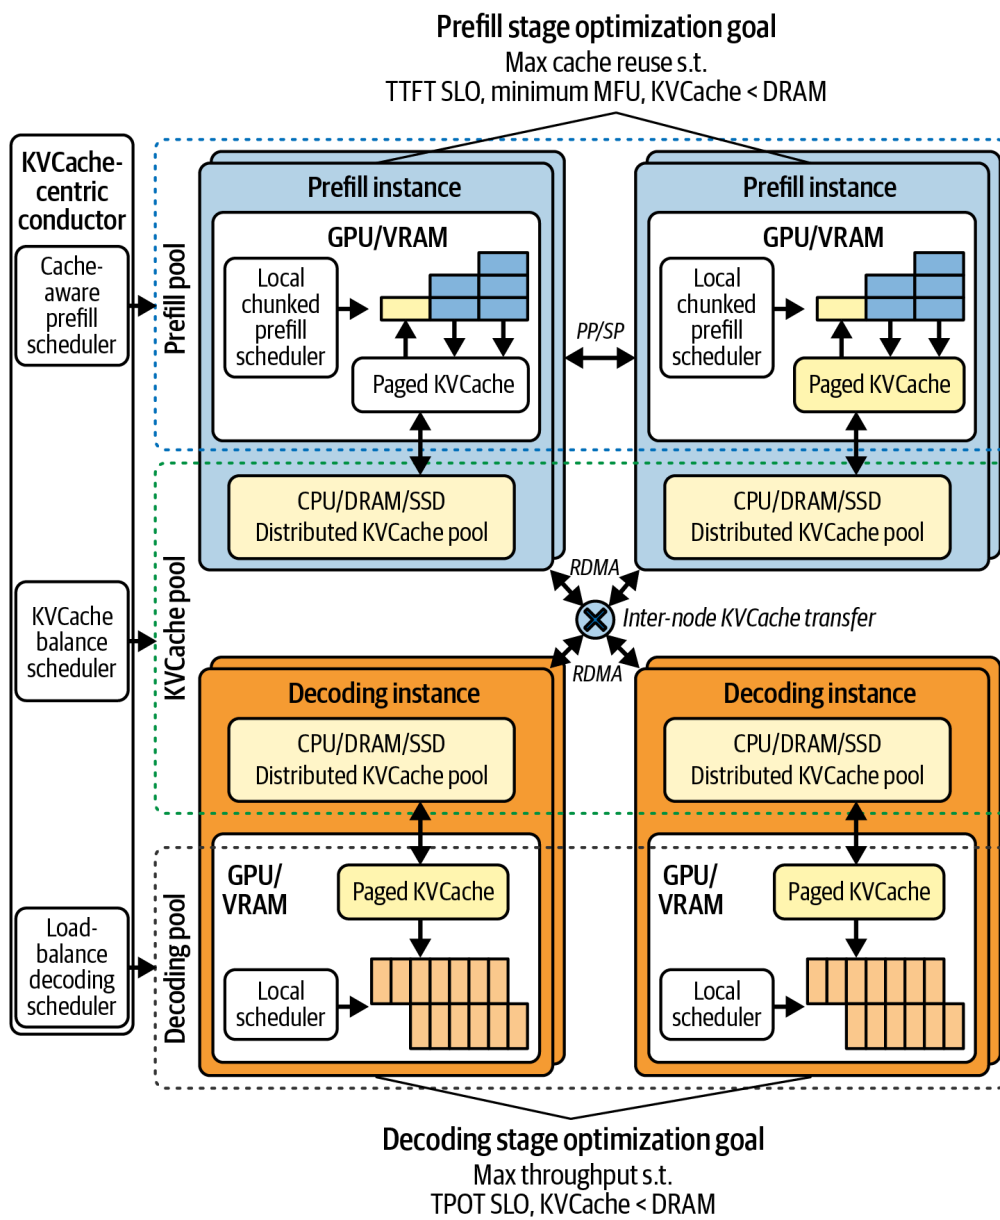 Prefill stage optimization goal
Max cache reuse s.t.
TTFT SLO, minimum MFU, KVCache < DRAM
KVCache-
centric
conductor
Cache-
aware
prefill
scheduler
KVCache
balance
scheduler
Load-
balance
decoding
scheduler
Prefill pool
Prefill instance
GPU/VRAM
Local
chunked
prefill
scheduler
Paged KVCache
PP/SP
Prefill instance
GPU/VRAM
Local
chunked
prefill
scheduler
Paged KVCache
KVCache pool
CPU/DRAM/SSD
Distributed KVCache pool
CPU/DRAM/SSD
Distributed KVCache pool
RDMA
Inter-node KVCache transfer
RDMA
Decoding instance
CPU/DRAM/SSD
Distributed KVCache pool
Decoding instance
CPU/DRAM/SSD
Distributed KVCache pool
Decoding pool
GPU/
VRAM
Paged KVCache
Local
scheduler
GPU/
VRAM
Paged KVCache
Local
scheduler
Decoding stage optimization goal
Max throughput s.t.
TPOT SLO, KVCache < DRAM